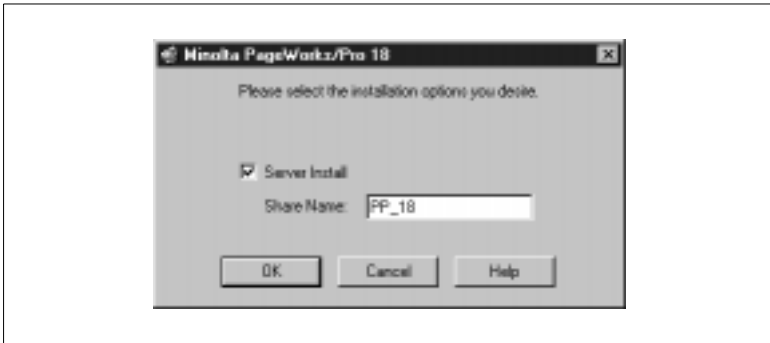 Minolta PageWorks/Pro 18
Please select the installation options you desire.
Server Install
Share Name: PP_18
OK Cancel Help